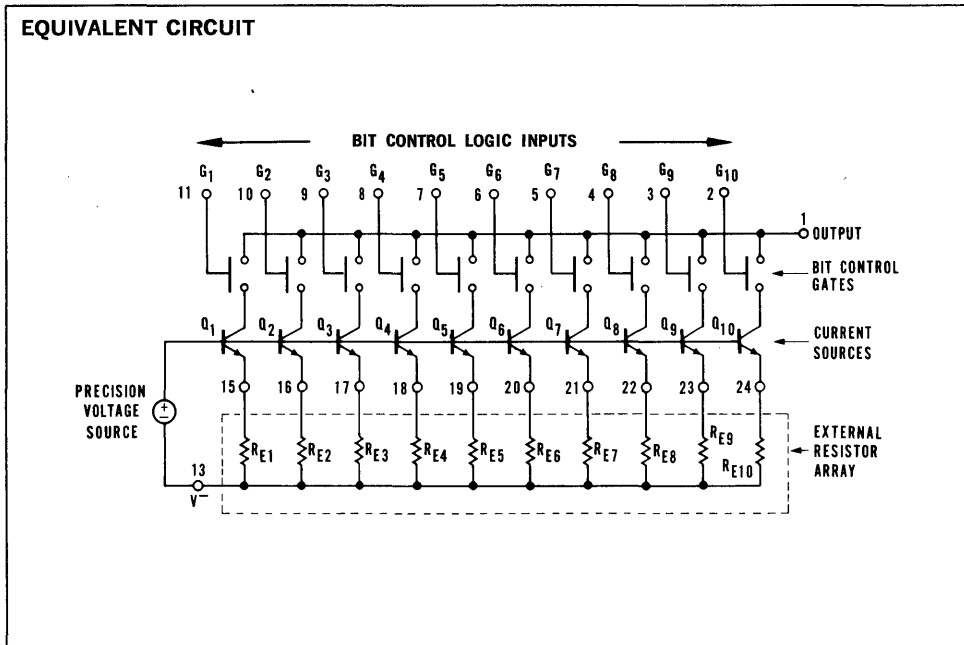 EQUIVALENT CIRCUIT
BIT CONTROL LOGIC INPUTS
G1 G2 G3 G4 G5 G6 G7 G8 G9 G10
11 10 9 8 7 6 5 4 3 2
1
OUTPUT
BIT CONTROL
GATES
Q1 Q2 Q3 Q4 Q5 Q6 Q7 Q8 Q9 Q10
CURRENT
SOURCES
15 16 17 18 19 20 21 22 23 24
PRECISION
VOLTAGE
SOURCE
+
−
RE1 RE2 RE3 RE4 RE5 RE6 RE7 RE8 RE9 RE10
EXTERNAL
RESISTOR
ARRAY
13
V−